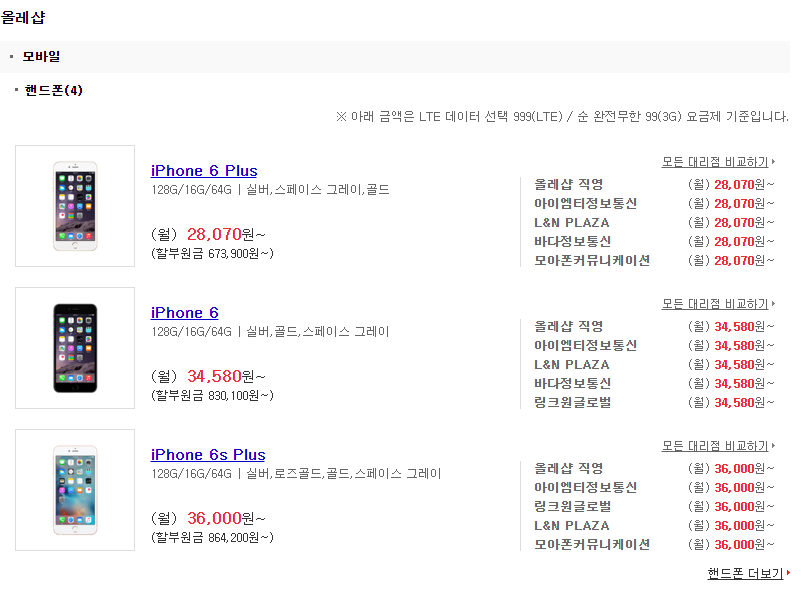 올레샵
· 모바일
· 핸드폰(4)
※ 아래 금액은 LTE 데이터 선택 999(LTE) / 순 완전무한 99(3G) 요금제 기준입니다.
iPhone 6 Plus
128G/16G/64G | 실버,스페이스 그레이,골드
(월) 28,070원~
(할부원금 673,900원~)
모든 대리점 비교하기
올레샵 직영 (월) 28,070원~
아이엠티정보통신 (월) 28,070원~
L&N PLAZA (월) 28,070원~
바다정보통신 (월) 28,070원~
모아폰커뮤니케이션 (월) 28,070원~
iPhone 6
128G/16G/64G | 실버,골드,스페이스 그레이
(월) 34,580원~
(할부원금 830,100원~)
모든 대리점 비교하기
올레샵 직영 (월) 34,580원~
아이엠티정보통신 (월) 34,580원~
L&N PLAZA (월) 34,580원~
바다정보통신 (월) 34,580원~
링크원글로벌 (월) 34,580원~
iPhone 6s Plus
128G/16G/64G | 실버,로즈골드,골드,스페이스 그레이
(월) 36,000원~
(할부원금 864,200원~)
모든 대리점 비교하기
올레샵 직영 (월) 36,000원~
아이엠티정보통신 (월) 36,000원~
링크원글로벌 (월) 36,000원~
L&N PLAZA (월) 36,000원~
모아폰커뮤니케이션 (월) 36,000원~
핸드폰 더보기